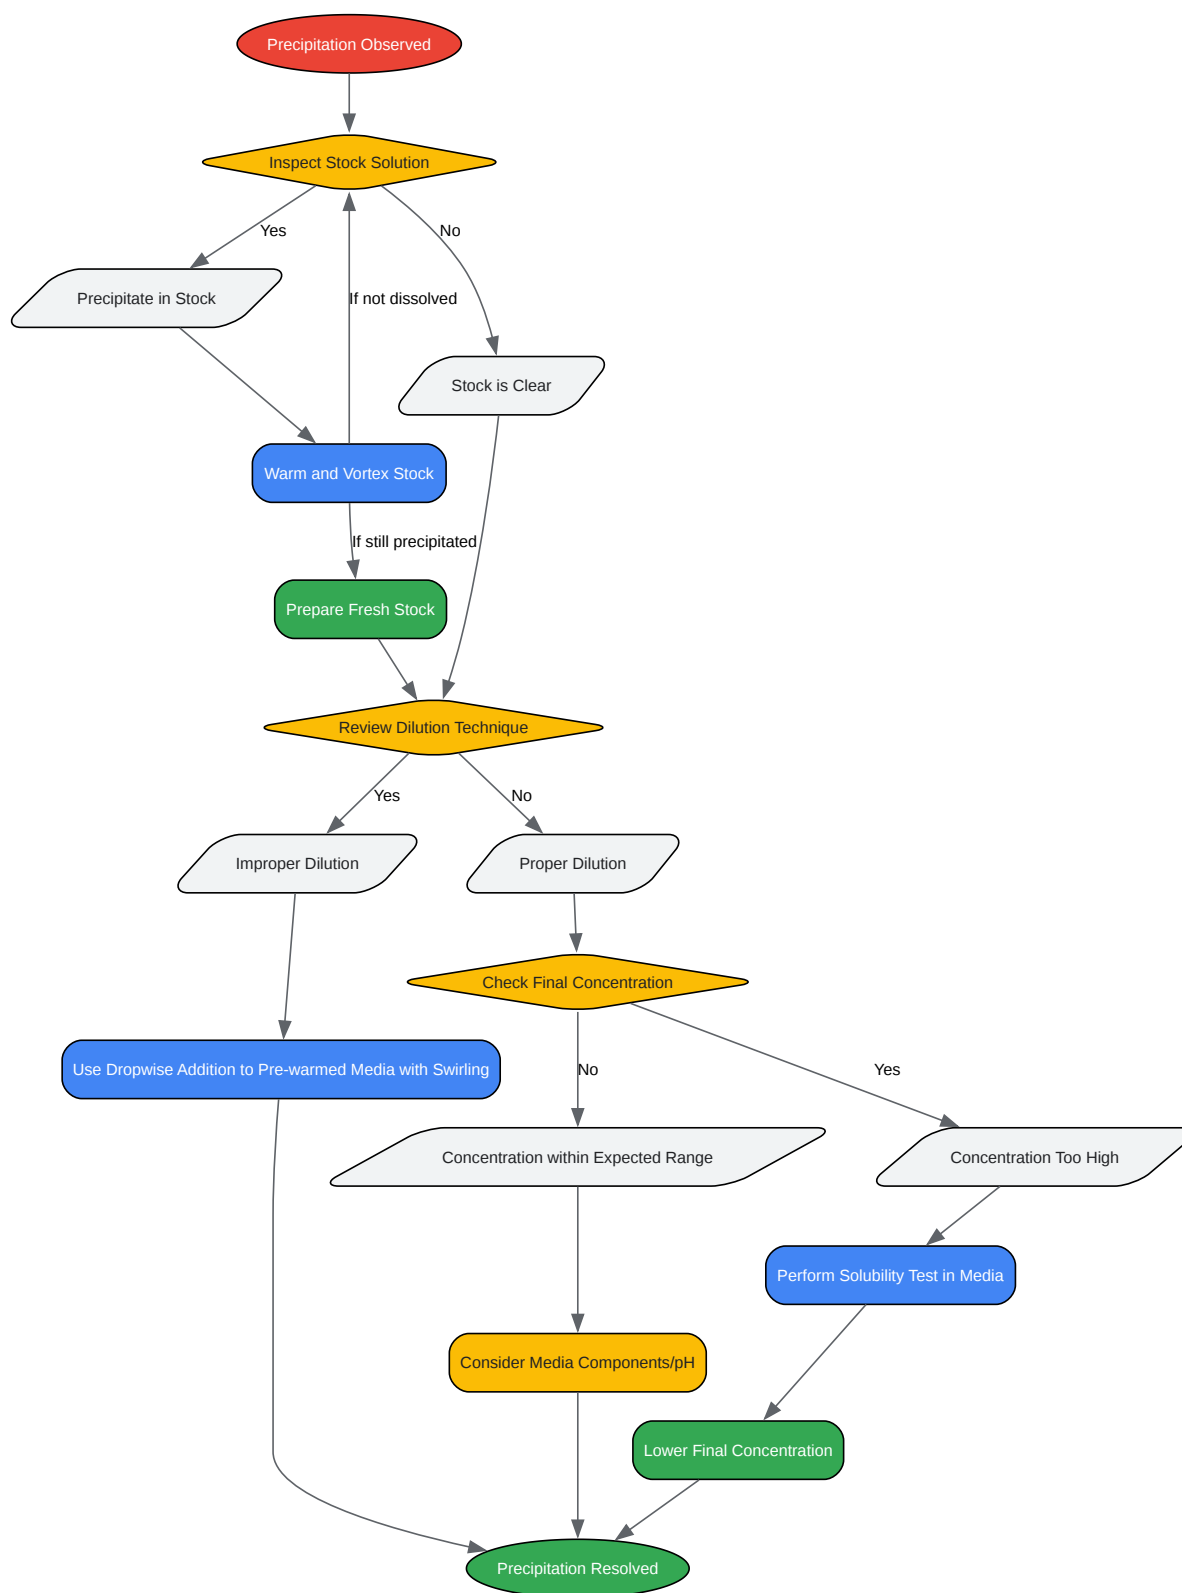 Precipitation Observed
Inspect Stock Solution
Yes
No
Precipitate in Stock
If not dissolved
Stock is Clear
Warm and Vortex Stock
If still precipitated
Prepare Fresh Stock
Review Dilution Technique
Yes
No
Improper Dilution
Proper Dilution
Check Final Concentration
Use Dropwise Addition to Pre-warmed Media with Swirling
No
Yes
Concentration within Expected Range
Concentration Too High
Perform Solubility Test in Media
Consider Media Components/pH
Lower Final Concentration
Precipitation Resolved